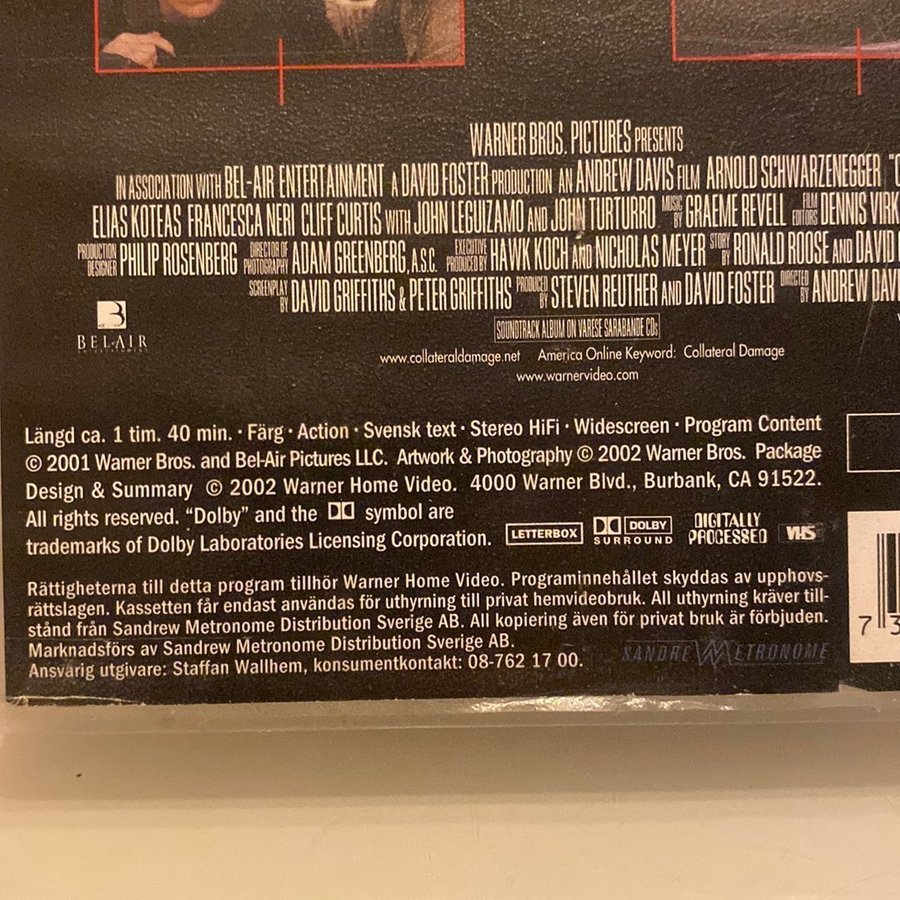 WARNER BROS. PICTURES PRESENTS
IN ASSOCIATION WITH BEL-AIR ENTERTAINMENT A DAVID FOSTER PRODUCTION AN ANDREW DAVIS FILM ARNOLD SCHWARZENEGGER
ELIAS KOTEAS FRANCESCA NERI CLIFF CURTIS WITH JOHN LEGUIZAMO AND JOHN TURTURRO MUSIC BY GRAEME REVELL FILM EDITORS DENNIS VIRK
PRODUCTION DESIGNER PHILIP ROSENBERG DIRECTOR OF PHOTOGRAPHY ADAM GREENBERG, A.S.C. EXECUTIVE PRODUCED BY HAWK KOCH AND NICHOLAS MEYER STORY BY RONALD ROOSE AND DAVID
SCREENPLAY BY DAVID GRIFFITHS & PETER GRIFFITHS PRODUCED BY STEVEN REUTHER AND DAVID FOSTER DIRECTED BY ANDREW DAVI
BEL-AIR
ENTERTAINMENT
SOUNDTRACK ALBUM ON VARESE SARABANDE CDs
www.collateraldamage.net America Online Keyword: Collateral Damage
www.warnervideo.com
Längd ca. 1 tim. 40 min. · Färg · Action · Svensk text · Stereo HiFi · Widescreen · Program Content
© 2001 Warner Bros. and Bel-Air Pictures LLC. Artwork & Photography © 2002 Warner Bros. Package
Design & Summary © 2002 Warner Home Video. 4000 Warner Blvd., Burbank, CA 91522.
All rights reserved. “Dolby” and the symbol are
trademarks of Dolby Laboratories Licensing Corporation.
LETTERBOX
DOLBY
SURROUND
DIGITALLY
PROCESSED
VHS
Rättigheterna till detta program tillhör Warner Home Video. Programinnehållet skyddas av upphovs-
rättslagen. Kassetten får endast användas för uthyrning till privat hemvideobruk. All uthyrning kräver till-
stånd från Sandrew Metronome Distribution Sverige AB. All kopiering även för privat bruk är förbjuden.
Marknadsförs av Sandrew Metronome Distribution Sverige AB.
Ansvarig utgivare: Staffan Wallhem, konsumentkontakt: 08-762 17 00.
SANDREW METRONOME
7